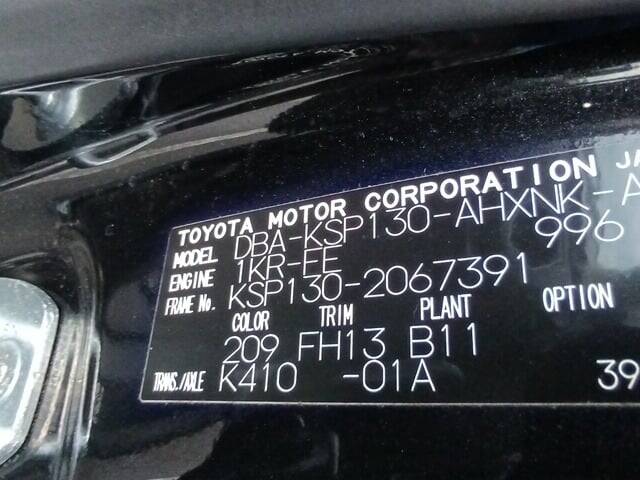 TOYOTA MOTOR CORPORATION JA
MODEL DBA-KSP130-AHXNK-A
ENGINE 1KR-FE 996
FRAME No. KSP130-2067391
COLOR TRIM PLANT OPTION
209 FH13 B11
TRANS./AXLE K410 -01A 39